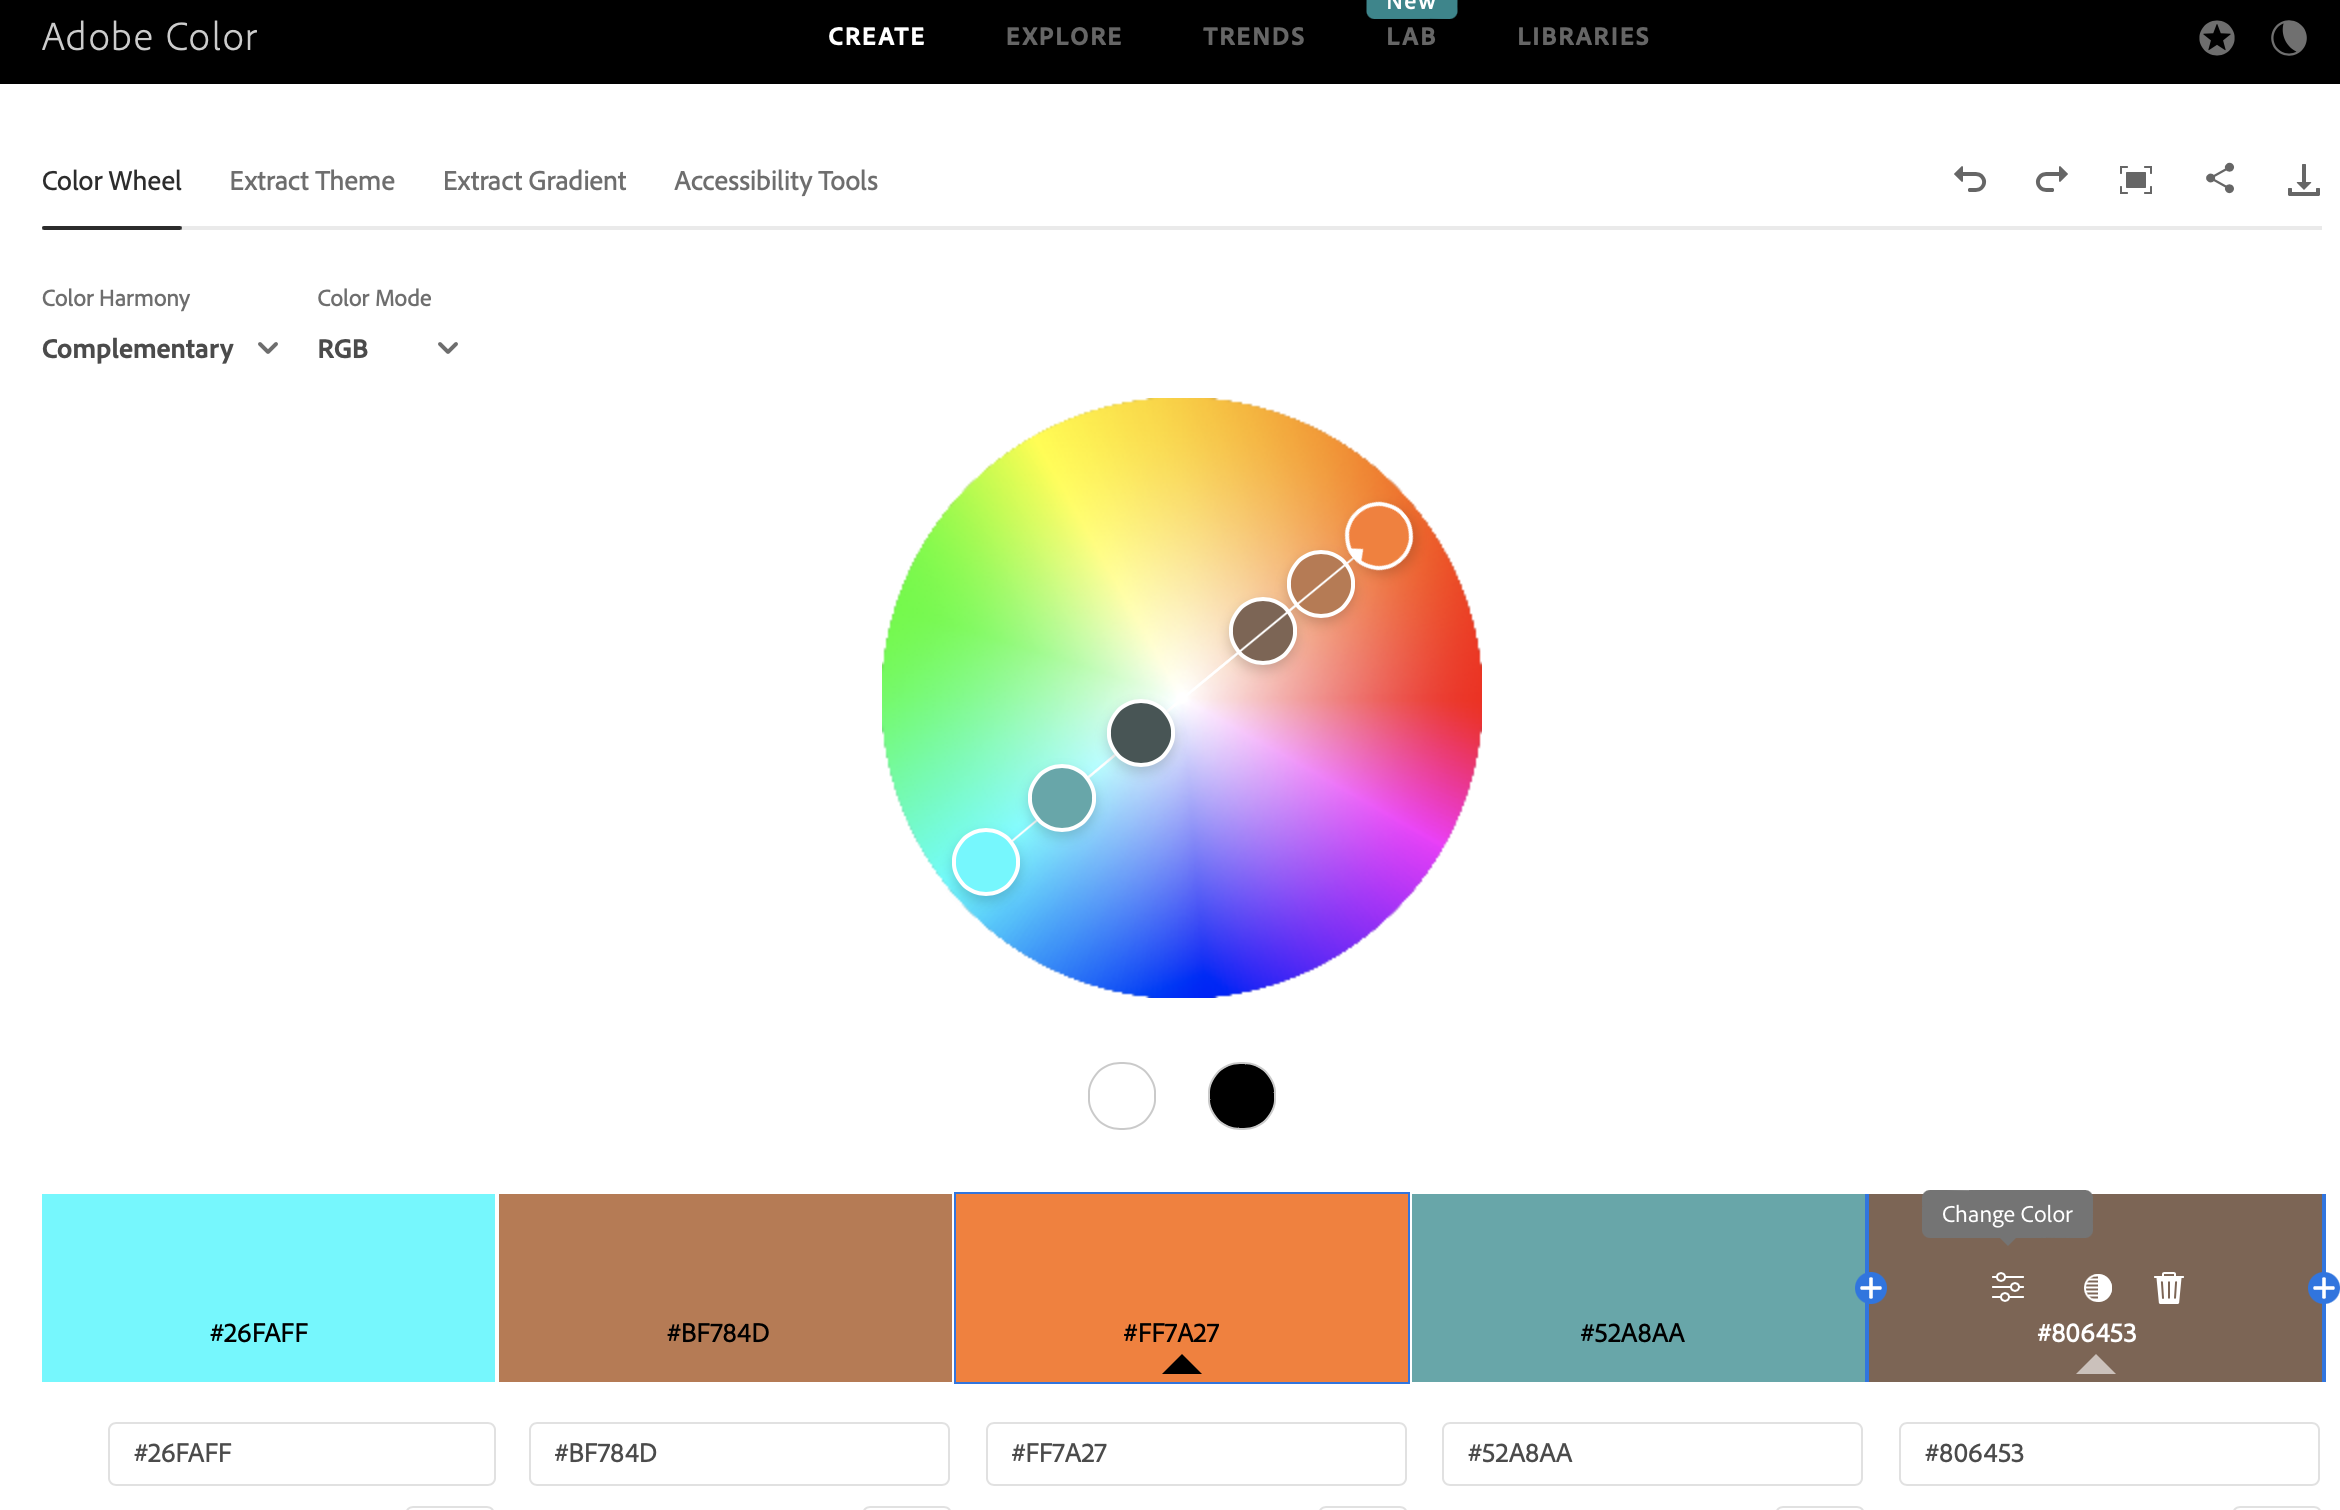 New
Adobe Color CREATE EXPLORE TRENDS LAB LIBRARIES
Color Wheel Extract Theme Extract Gradient Accessibility Tools
Color Harmony Color Mode
Complementary RGB
Change Color
#26FAFF #BF784D #FF7A27 #52A8AA #806453
#26FAFF #BF784D #FF7A27 #52A8AA #806453